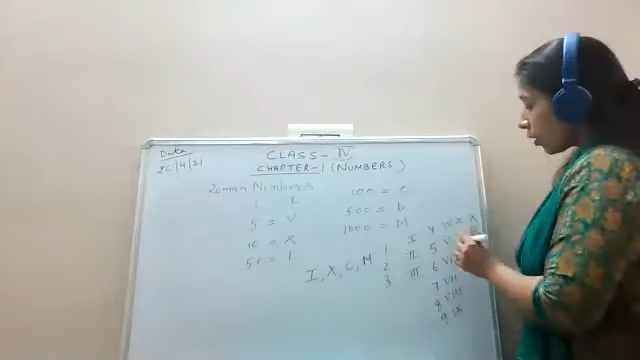 Date
26/4/21
CLASS - IV
CHAPTER-1 (NUMBERS)
Roman Numbers
1 I
5 = V
10 = X
50 = L
100 = C
500 = D
1000 = M
I, X, C, M
1 I
2 II
3 III
4 IV 10 X
5 V
6 VI
7 VII
8 VIII
9 IX